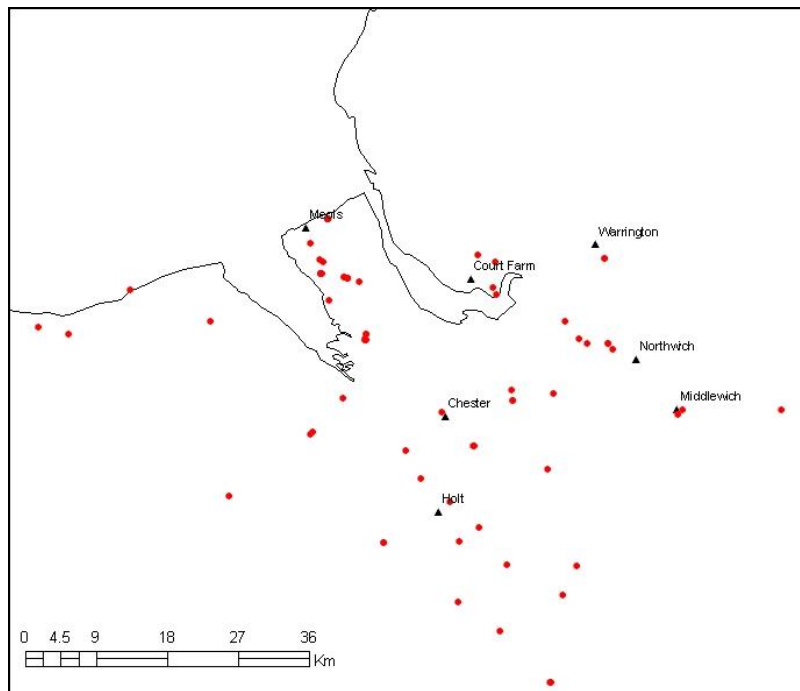 Meols
Warrington
Court Farm
Northwich
Middlewich
Chester
Holt
0 4.5 9 18 27 36
Km